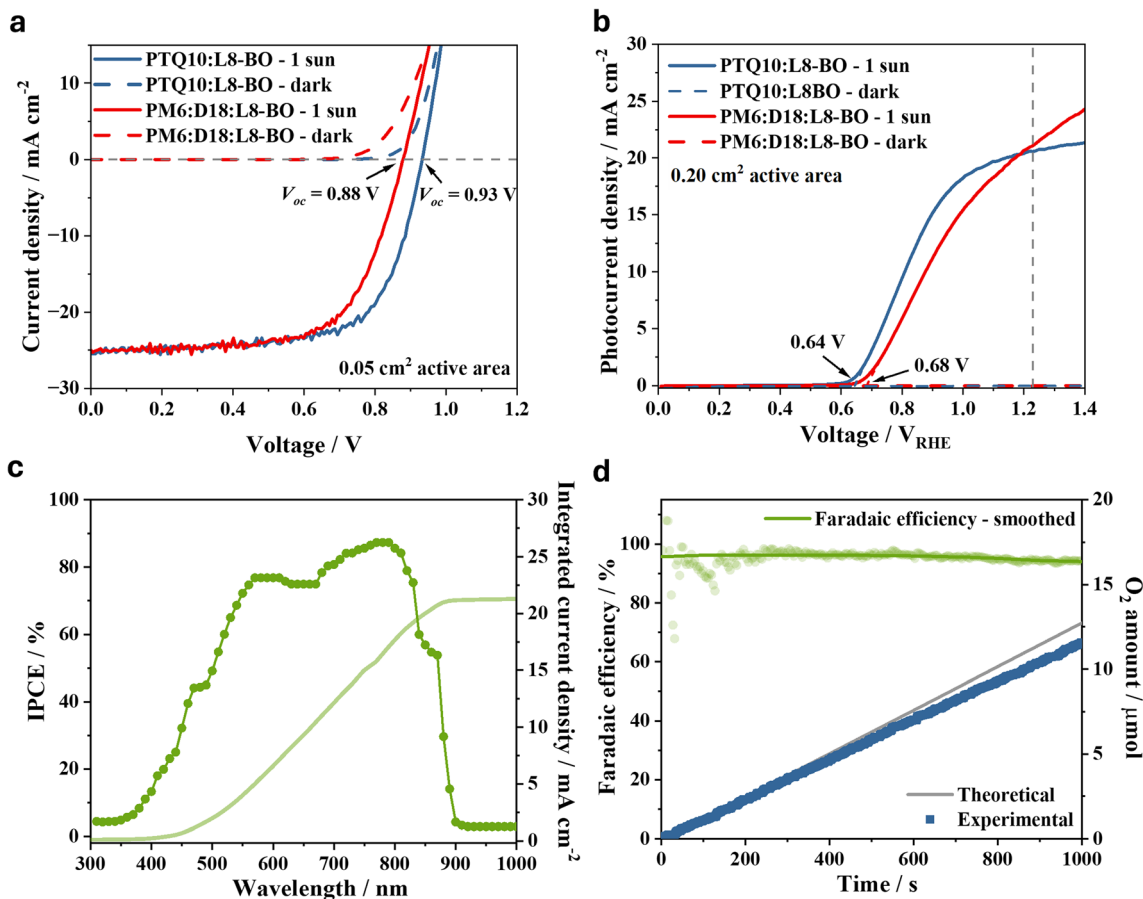 a
PTQ10:L8-BO - 1 sun
PTQ10:L8-BO - dark
PM6:D18:L8-BO - 1 sun
PM6:D18:L8-BO - dark
Voc = 0.88 V
Voc = 0.93 V
0.05 cm2 active area
Current density / mA cm-2
10
0
−10
−20
−30
0.0 0.2 0.4 0.6 0.8 1.0 1.2
Voltage / V
b
PTQ10:L8-BO - 1 sun
PTQ10:L8BO - dark
PM6:D18:L8-BO - 1 sun
PM6:D18:L8-BO - dark
0.20 cm2 active area
0.64 V
0.68 V
Photocurrent density / mA cm-2
30
25
20
15
10
5
0
0.0 0.2 0.4 0.6 0.8 1.0 1.2 1.4
Voltage / VRHE
c
IPCE / %
100
80
60
40
20
0
Integrated current density / mA cm-2
30
25
20
15
10
5
0
300 400 500 600 700 800 900 1000
Wavelength / nm
d
Faradaic efficiency - smoothed
Theoretical
Experimental
Faradaic efficiency / %
100
80
60
40
20
0
O2 amount / μmol
20
15
10
5
0
0 200 400 600 800 1000
Time / s